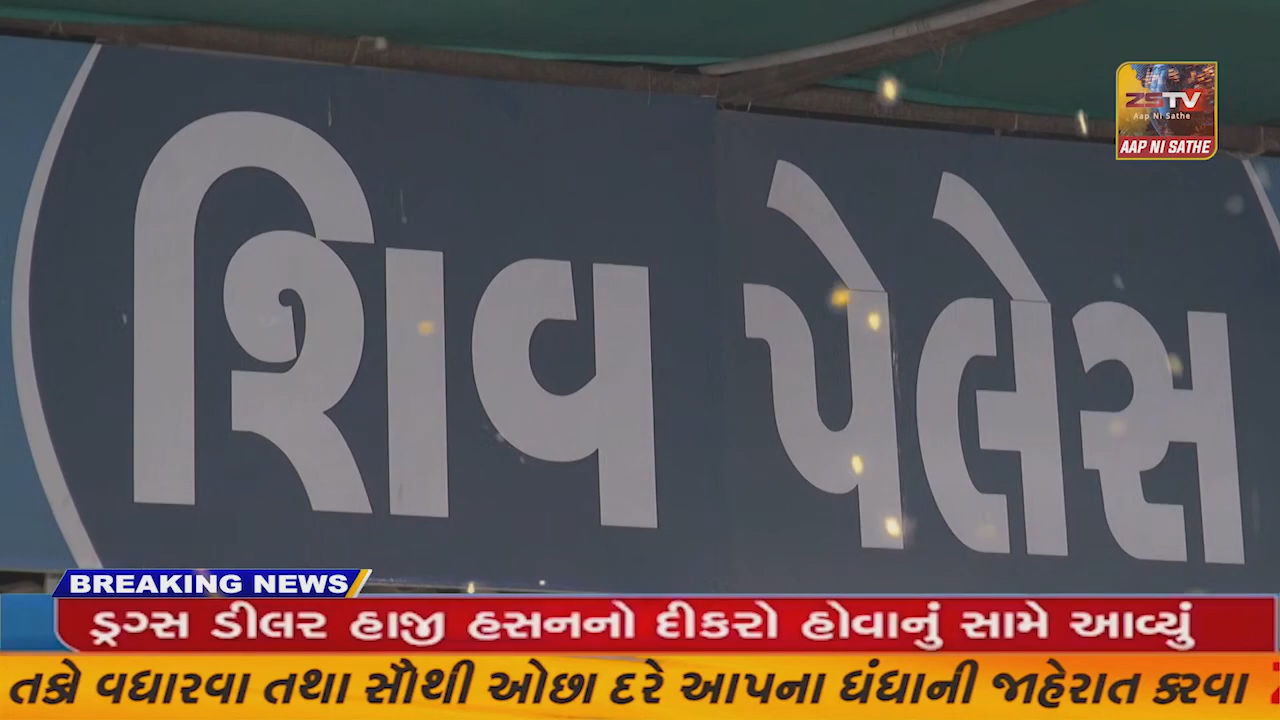 ZSTV
Aap Ni Sathe
AAP NI SATHE
શિવ પેલેસ
BREAKING NEWS
ડ્રગ્સ ડીલર હાજી હસનનો દીકરો હોવાનું સામે આવ્યું
તકો વધારવા તથા સૌથી ઓછા દરે આપના ધંધાની જાહેરાત કરવા